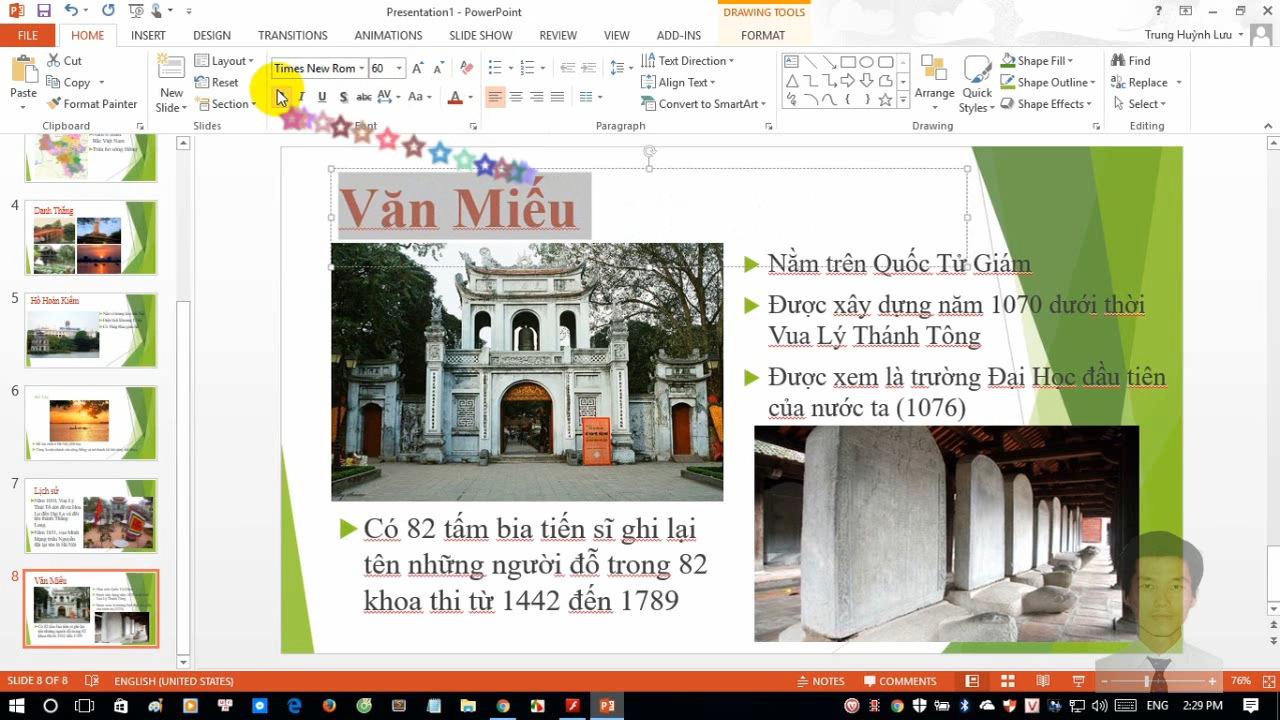 Presentation1 - PowerPoint
DRAWING TOOLS
FILE HOME INSERT DESIGN TRANSITIONS ANIMATIONS SLIDE SHOW REVIEW VIEW ADD-INS FORMAT
Trung Huỳnh Lưu
Paste
Cut
Copy
Format Painter
Clipboard
New Slide
Layout
Reset
Section
Slides
Times New Rom 60
Font
Text Direction
Align Text
Convert to SmartArt
Paragraph
Arrange
Quick Styles
Shape Fill
Shape Outline
Shape Effects
Drawing
Find
Replace
Select
Editing
4
Danh Thắng
5
Hồ Hoàn Kiếm
6
7
Lịch sử
8
Văn Miếu
Văn Miếu
Nằm trên Quốc Tử Giám
Được xây dựng năm 1070 dưới thời
Vua Lý Thánh Tông
Được xem là trường Đại Học đầu tiên
của nước ta (1076)
Có 82 tấm bia tiến sĩ ghi lại
tên những người đỗ trong 82
khoa thi từ 1442 đến 1789
SLIDE 8 OF 8 ENGLISH (UNITED STATES) NOTES COMMENTS 76%
ENG 2:29 PM